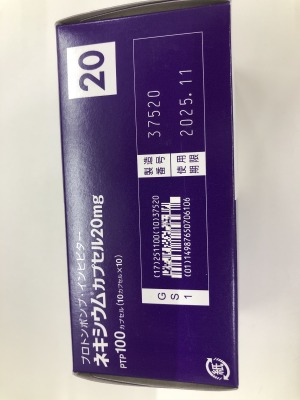 プロトンポンプ・インヒビター
ネキシウムカプセル20mg
PTP100カプセル(10カプセル×10)
20
製造番号 37520
使用期限 2025.11
(17)251100(10)37520
(01)14987650706106
GS1
紙